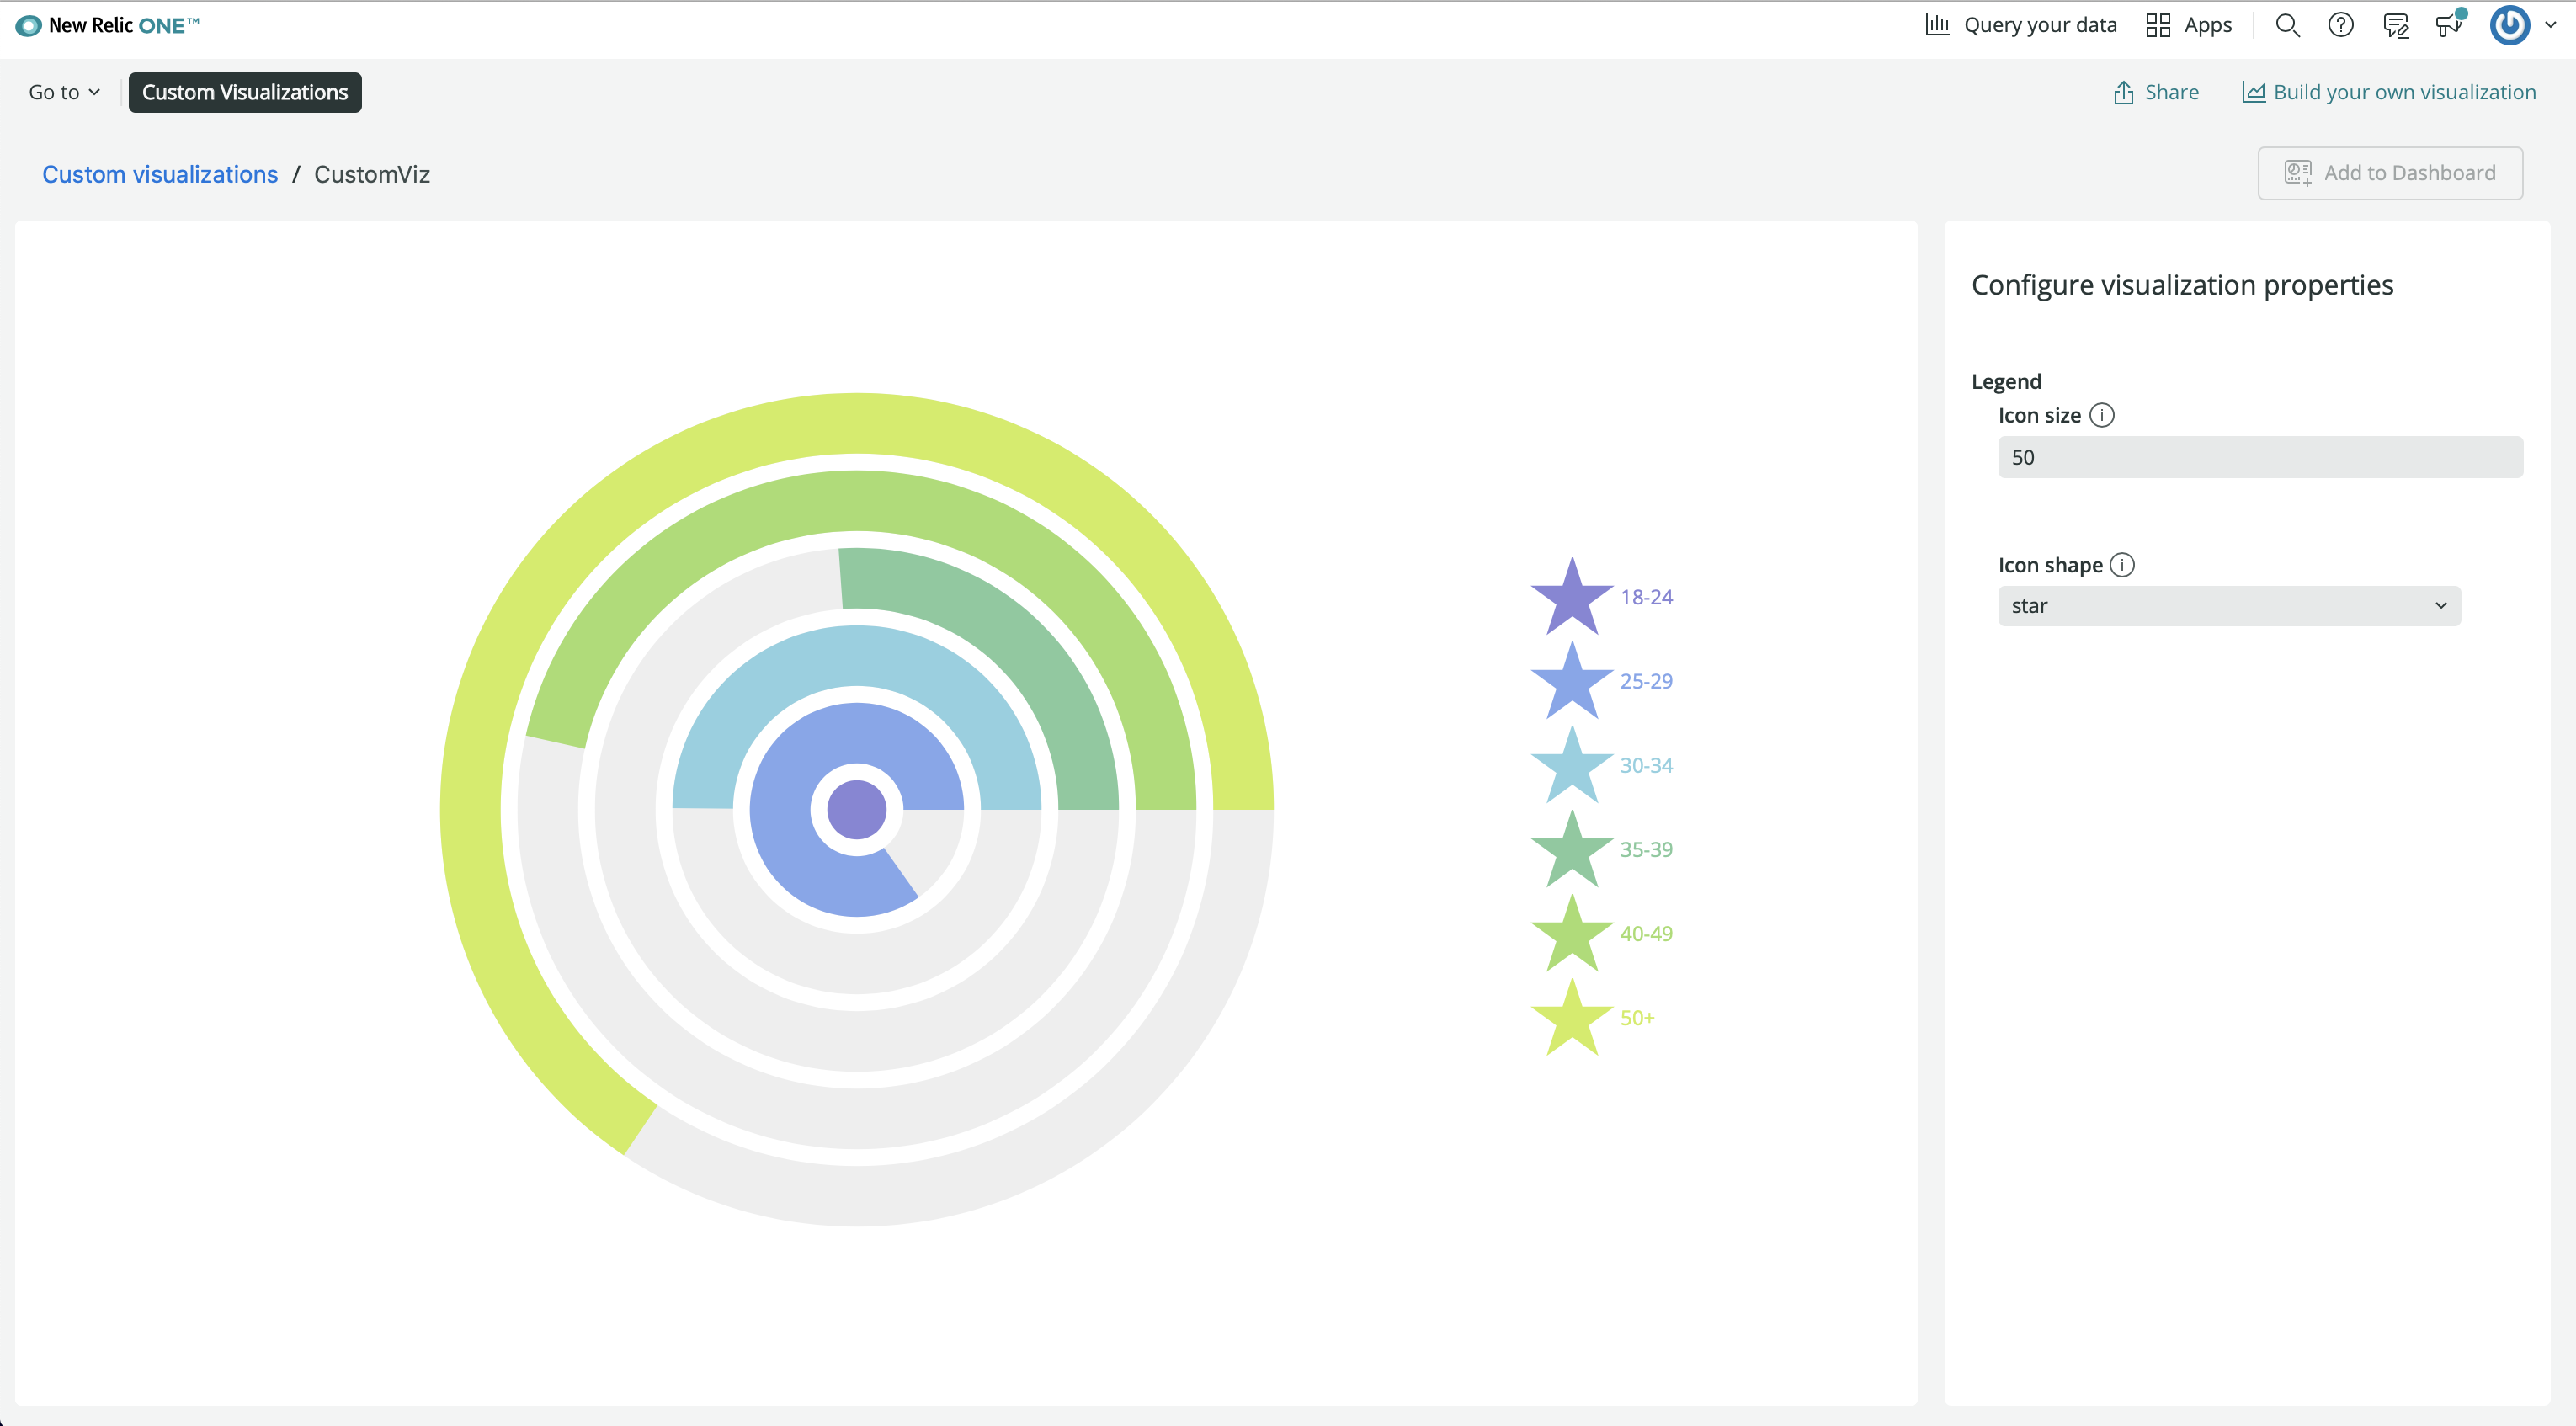 New Relic ONE™
Query your data
Apps
Go to
Custom Visualizations
Share
Build your own visualization
Custom visualizations / CustomViz
Add to Dashboard
Configure visualization properties
Legend
Icon size
50
Icon shape
star
18-24
25-29
30-34
35-39
40-49
50+